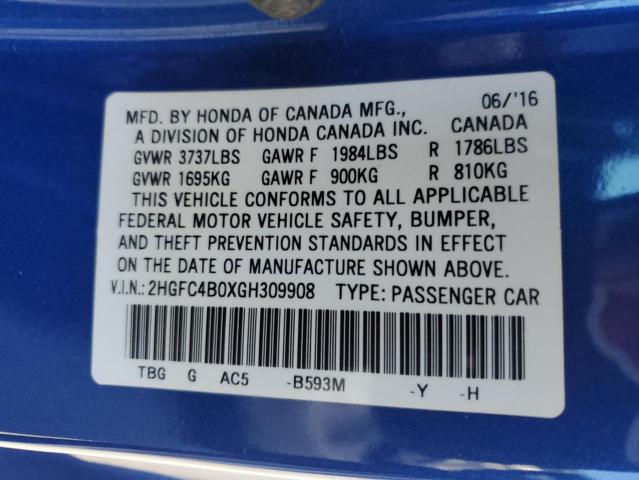 MFD. BY HONDA OF CANADA MFG., 06/'16
A DIVISION OF HONDA CANADA INC. CANADA
GVWR 3737LBS GAWR F 1984LBS R 1786LBS
GVWR 1695KG GAWR F 900KG R 810KG
THIS VEHICLE CONFORMS TO ALL APPLICABLE
FEDERAL MOTOR VEHICLE SAFETY, BUMPER,
AND THEFT PREVENTION STANDARDS IN EFFECT
ON THE DATE OF MANUFACTURE SHOWN ABOVE.
V.I.N.: 2HGFC4B0XGH309908 TYPE: PASSENGER CAR
TBG G AC5 -B593M -Y -H